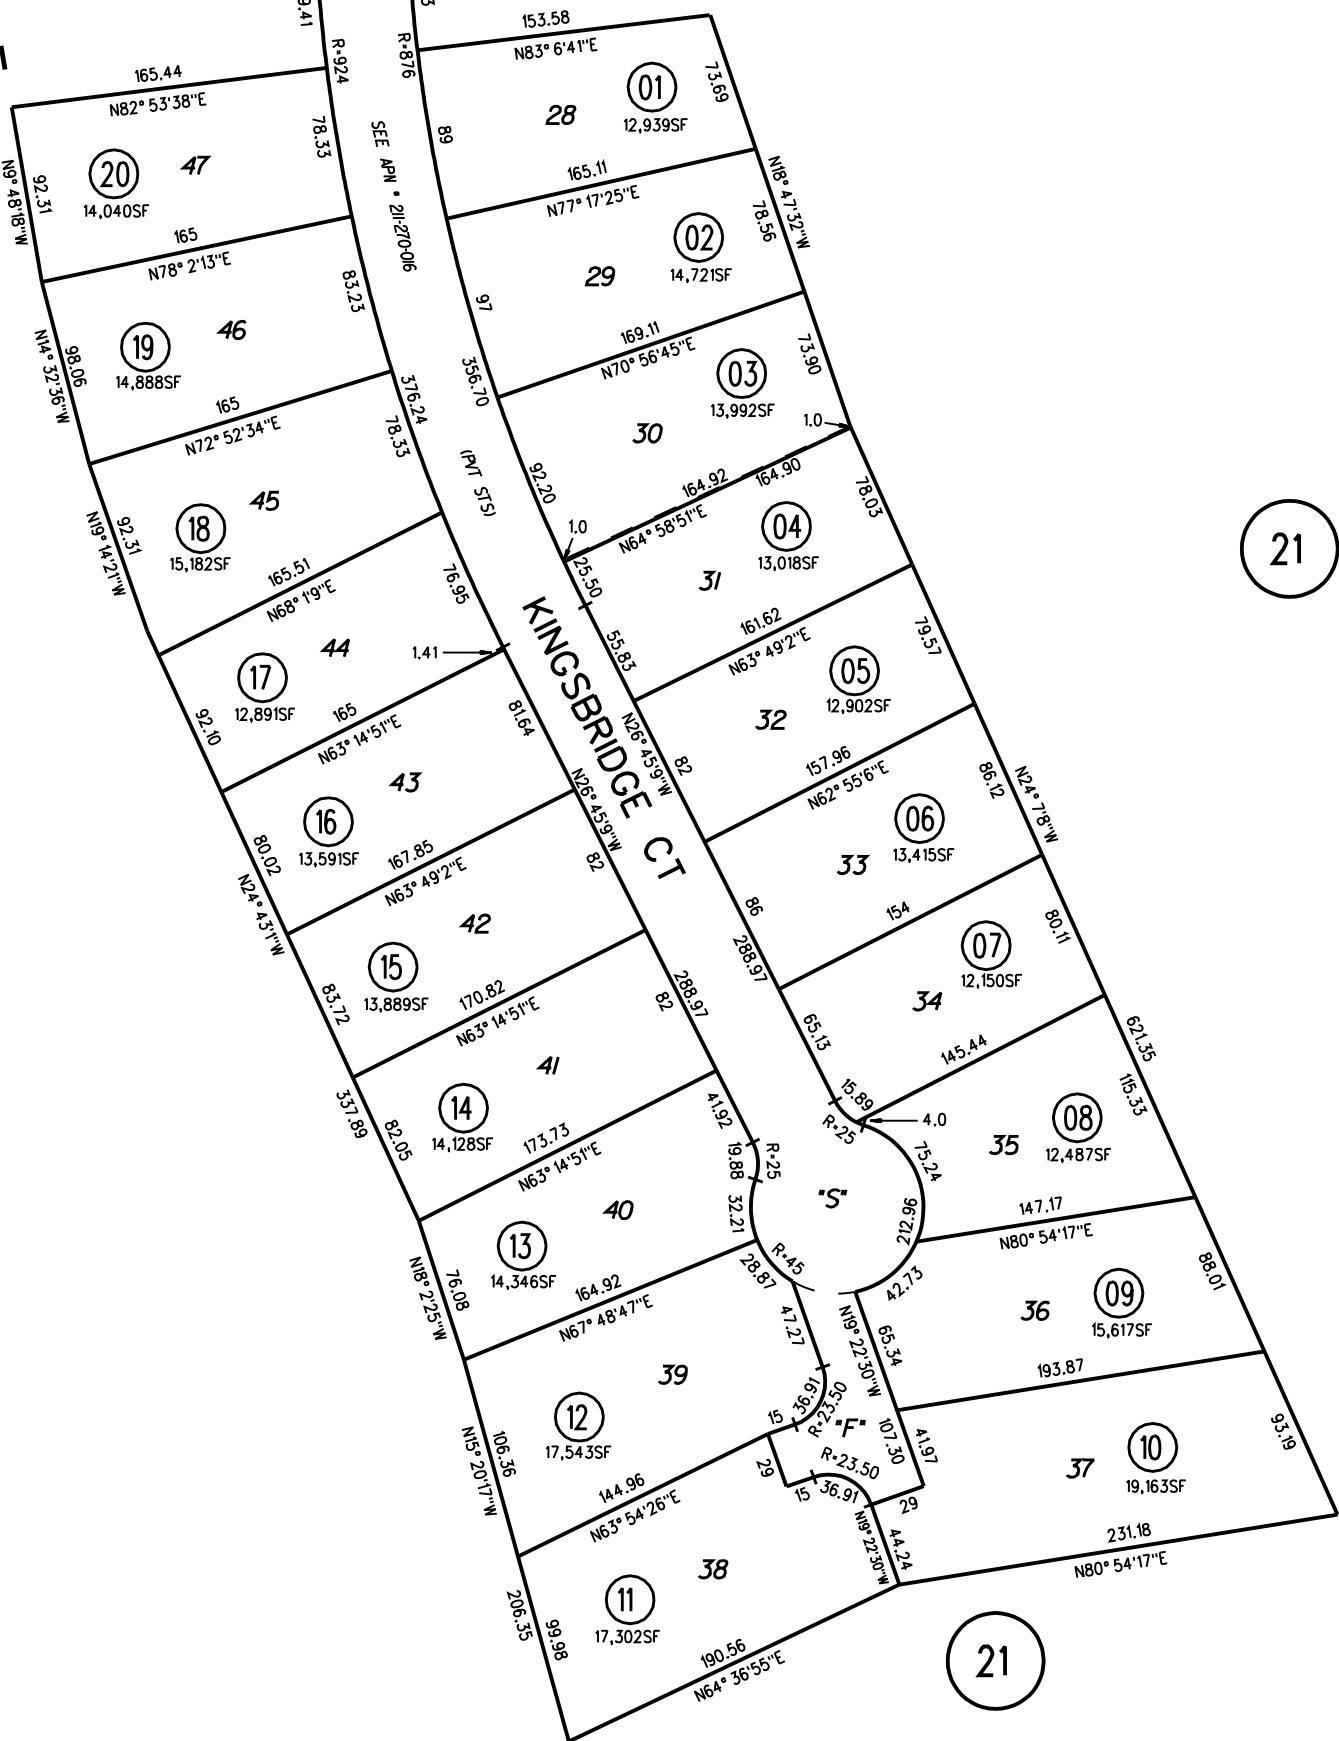 153.58
N83° 6'41"E
01
12,939SF
28
73.69
R=876
89
R=924
165.44
N82° 53'38"E
78.33
20
14,040SF
47
92.31
N9° 48'18"W
SEE APN * 211-270-016
165.11
N77° 17'25"E
N18° 47'32"W
78.56
02
14,721SF
29
97
165
N78° 2'13"E
83.23
19
14,888SF
46
98.06
N14° 32'36"W
169.11
N70° 56'45"E
73.90
03
13,992SF
30
1.0
356.70
92.20
376.24
78.33
165
N72° 52'34"E
(PVT STS)
18
15,182SF
45
92.31
N19° 14'21"W
164.92
164.90
N64° 58'51"E
1.0
25.50
04
13,018SF
31
78.03
21
165.51
N68° 1'9"E
76.95
44
17
12,891SF
1.41
92.10
55.83
161.62
N63° 49'2"E
79.57
05
12,902SF
32
KINGSBRIDGE CT
N26° 45'9"W
82
165
N63° 14'51"E
81.64
43
16
13,591SF
80.02
N24° 43'1"W
N26° 45'9"W
82
157.96
N62° 55'6"E
86.12
N24° 7'8"W
06
13,415SF
33
86
288.97
167.85
N63° 49'2"E
42
15
13,889SF
83.72
154
80.11
07
12,150SF
34
65.13
170.82
N63° 14'51"E
288.97
82
41
14
14,128SF
337.89
82.05
145.44
621.35
115.33
15.89
R=25
4.0
08
12,487SF
35
75.24
212.96
41.92
19.88
R=25
173.73
N63° 14'51"E
40
13
14,346SF
32.21
"S"
147.17
N80° 54'17"E
88.01
42.73
R=45
28.87
N18° 2'25"W
76.08
164.92
N67° 48'47"E
47.27
N19° 22'30"W
65.34
36
09
15,617SF
193.87
39
12
17,543SF
36.91
R=23.50
15
"F"
107.30
41.97
37
10
19,163SF
93.19
N15° 20'17"W
106.36
29
R=23.50
15
36.91
29
144.96
N63° 54'26"E
N19° 22'30"W
44.24
231.18
N80° 54'17"E
38
11
17,302SF
206.35
99.98
190.56
N64° 36'55"E
21